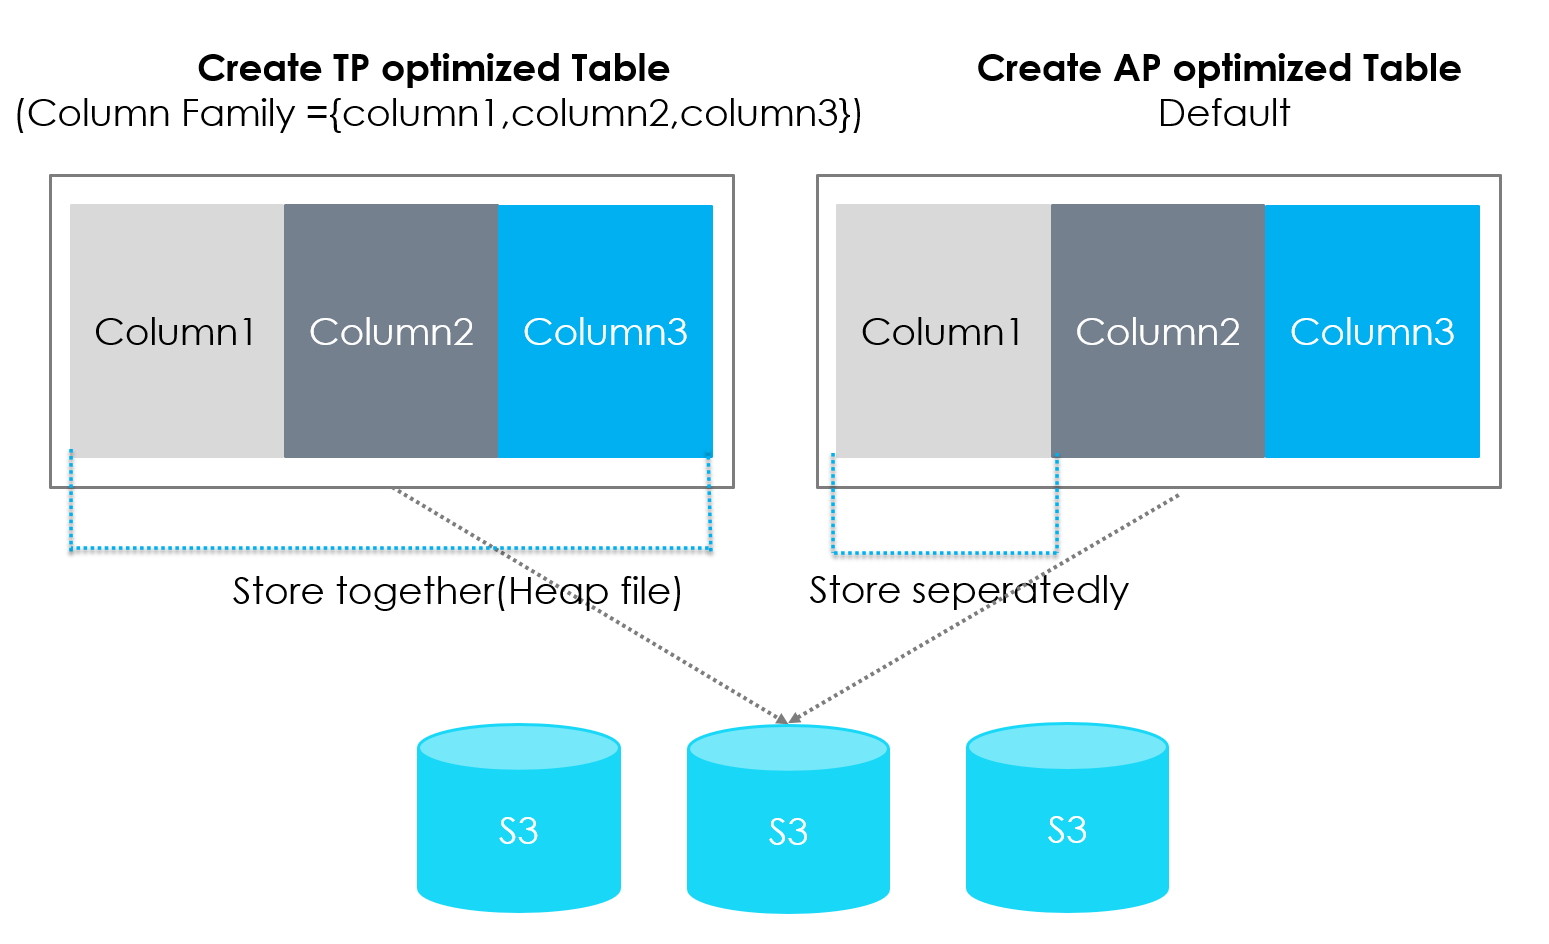 Create TP optimized Table
(Column Family ={column1,column2,column3})
Create AP optimized Table
Default
Column1
Column2
Column3
Column1
Column2
Column3
Store together(Heap file)
Store seperatedly
S3
S3
S3